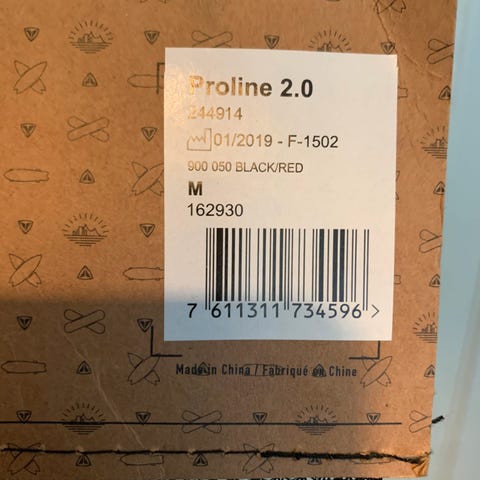 Proline 2.0
244914
01/2019 - F-1502
900 050 BLACK/RED
M
162930
7 611311 734596 >
Made in China / Fabriqué en Chine